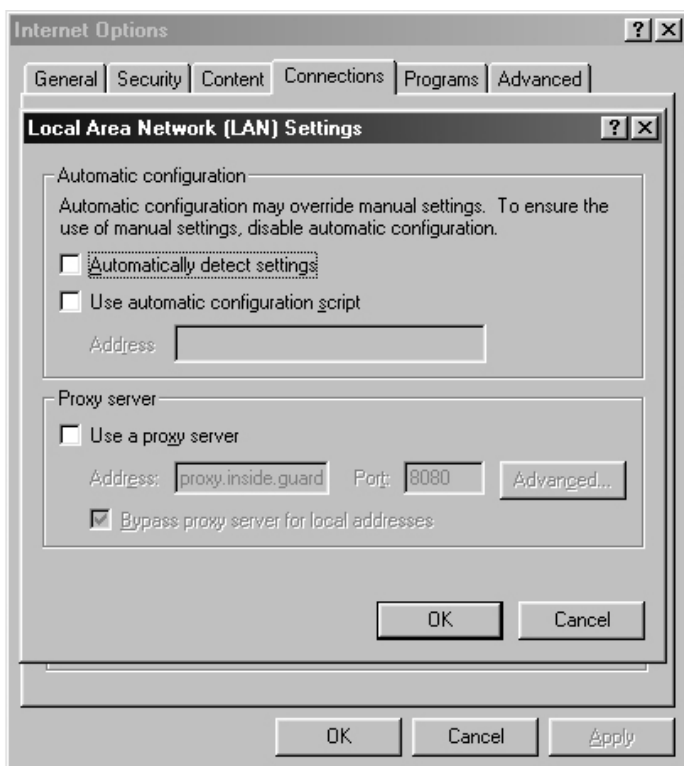 Internet Options
General Security Content Connections Programs Advanced
Local Area Network (LAN) Settings
Automatic configuration
Automatic configuration may override manual settings. To ensure the
use of manual settings, disable automatic configuration.
Automatically detect settings
Use automatic configuration script
Address
Proxy server
Use a proxy server
Address: proxy.inside.guard Port: 8080 Advanced...
Bypass proxy server for local addresses
OK Cancel
OK Cancel Apply